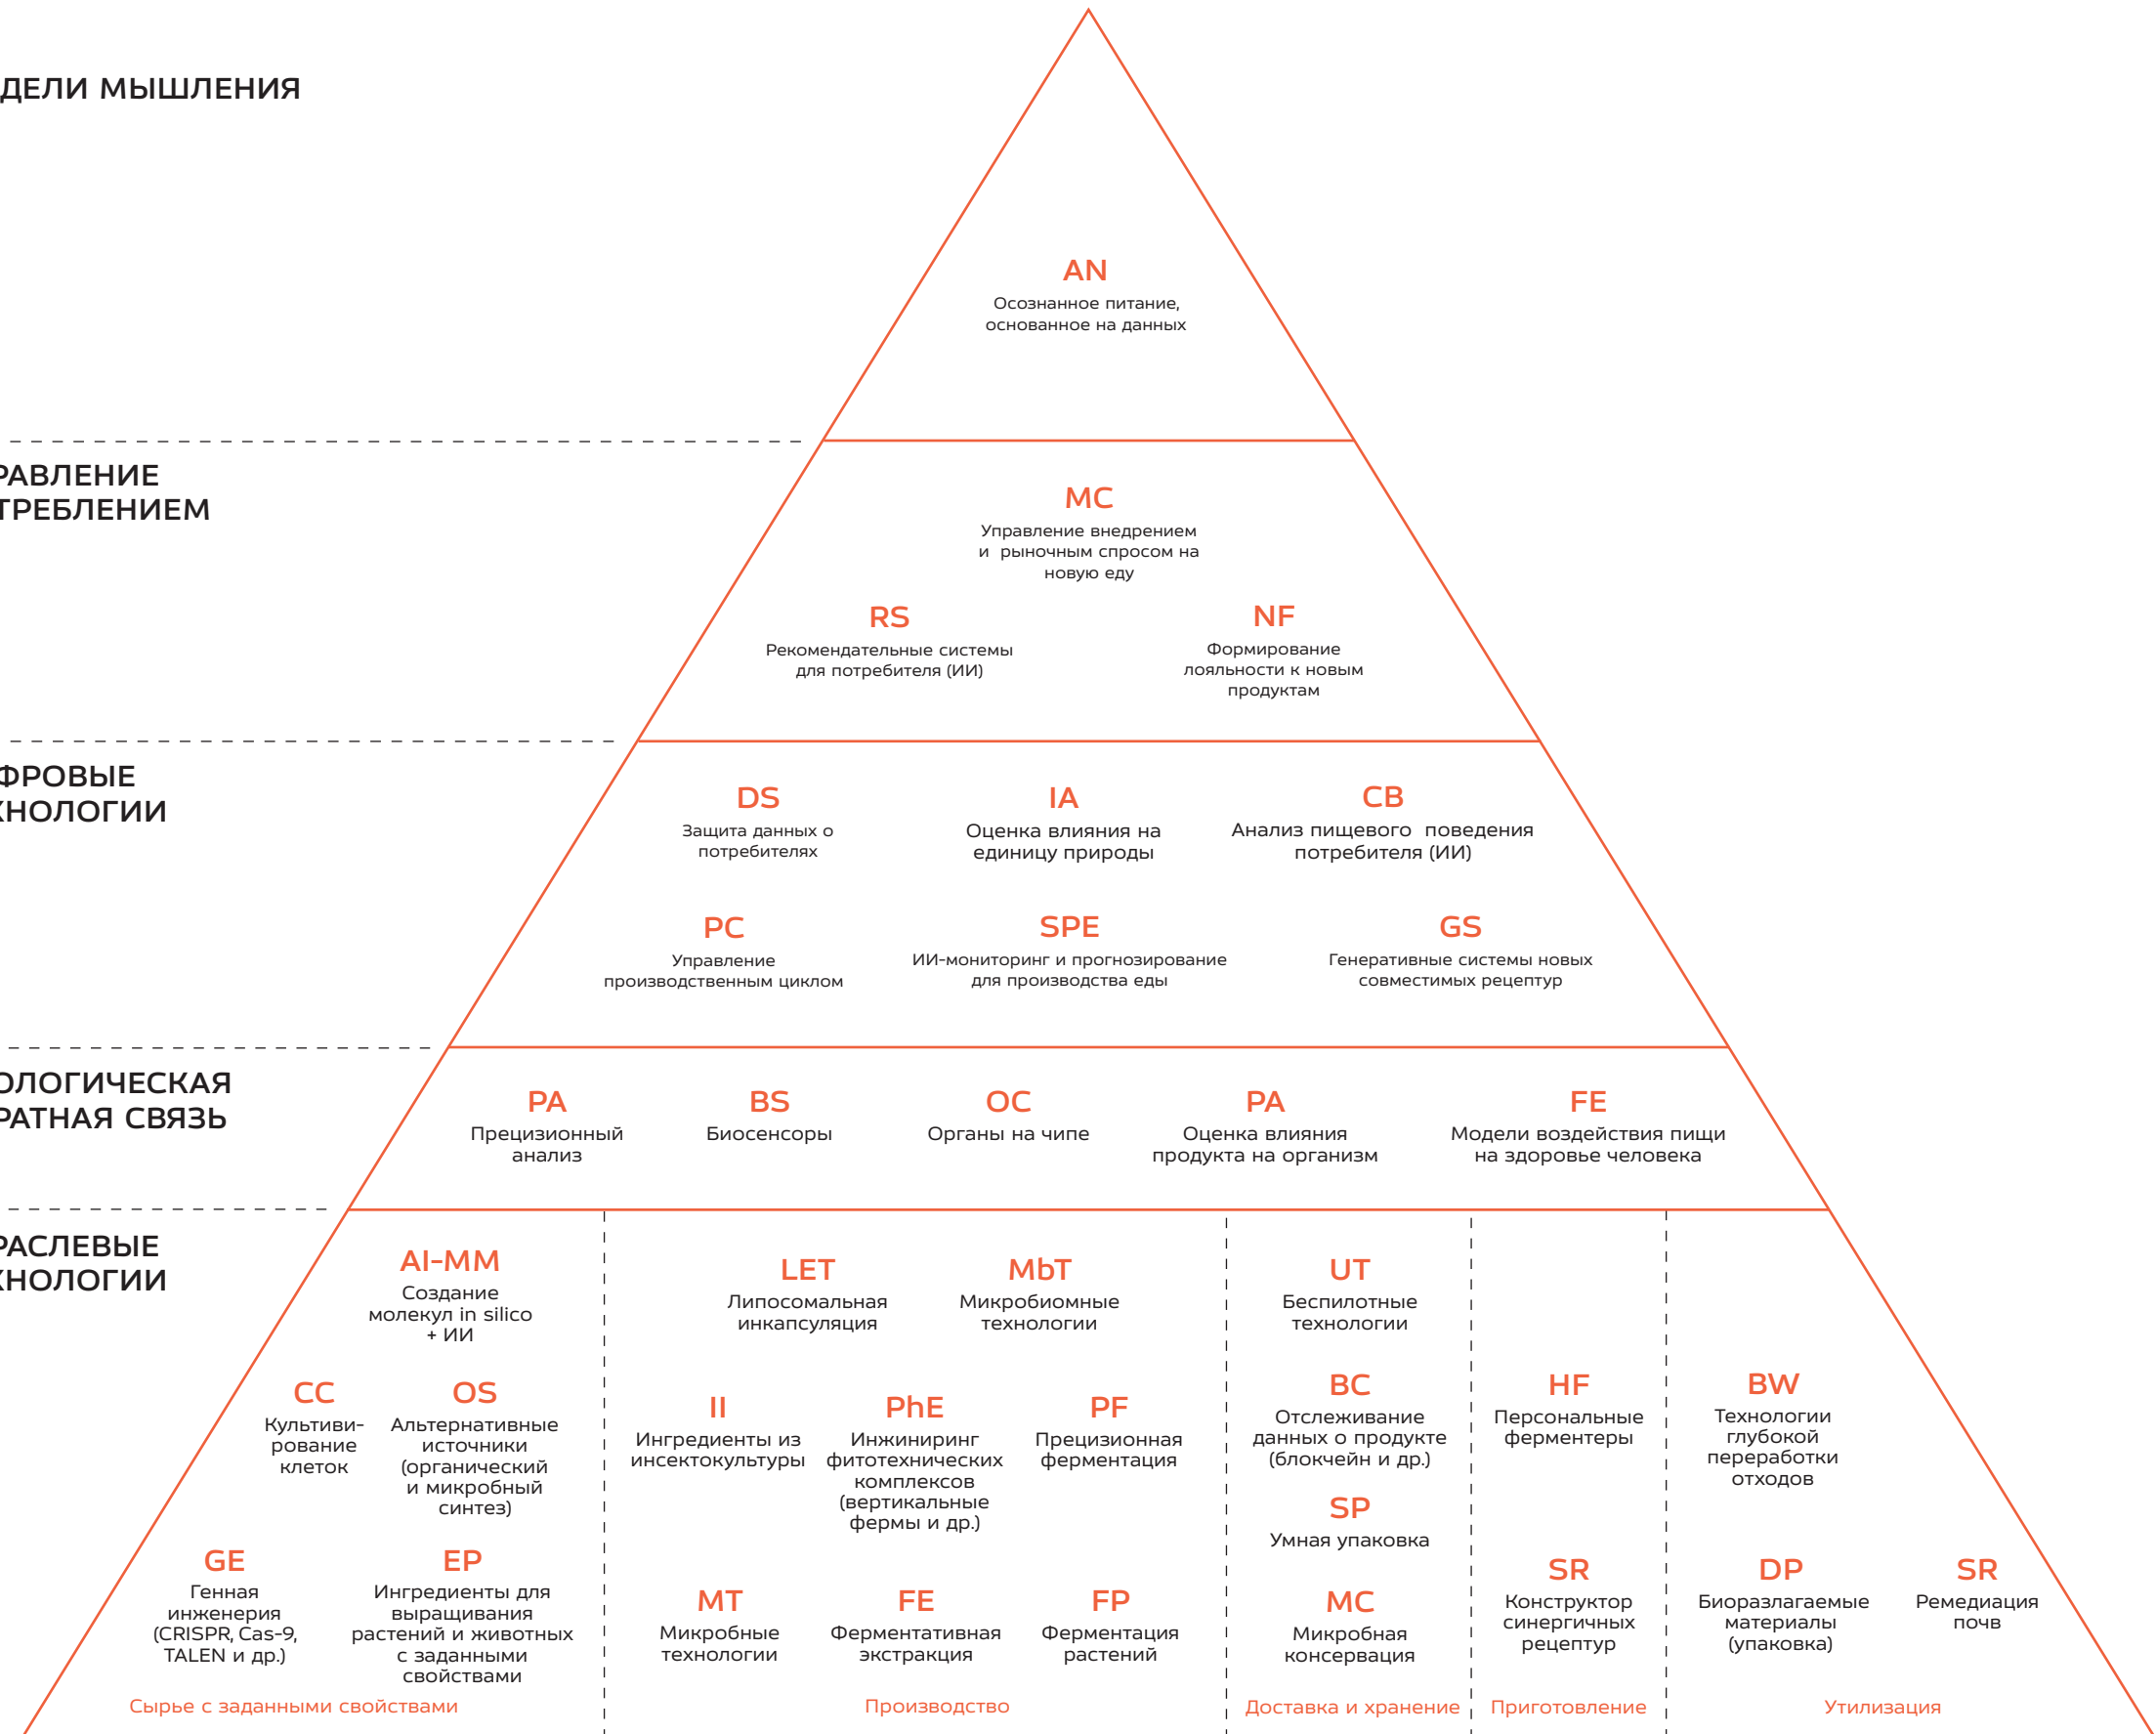 ДЕЛИ МЫШЛЕНИЯ
AN
Осознанное питание,
основанное на данных
РАВЛЕНИЕ
ТРЕБЛЕНИЕМ
MC
Управление внедрением
и рыночным спросом на
новую еду
RS
Рекомендательные системы
для потребителя (ИИ)
NF
Формирование
лояльности к новым
продуктам
ФРОВЫЕ
ХНОЛОГИИ
DS
Защита данных о
потребителях
IA
Оценка влияния на
единицу природы
CB
Анализ пищевого поведения
потребителя (ИИ)
PC
Управление
производственным циклом
SPE
ИИ-мониторинг и прогнозирование
для производства еды
GS
Генеративные системы новых
совместимых рецептур
ОЛОГИЧЕСКАЯ
РАТНАЯ СВЯЗЬ
PA
Прецизионный
анализ
BS
Биосенсоры
OC
Органы на чипе
PA
Оценка влияния
продукта на организм
FE
Модели воздействия пищи
на здоровье человека
РАСЛЕВЫЕ
ХНОЛОГИИ
AI-MM
Создание
молекул in silico
+ ИИ
CC
Культиви-
рование
клеток
OS
Альтернативные
источники
(органический
и микробный
синтез)
GE
Генная
инженерия
(CRISPR, Cas-9,
TALEN и др.)
EP
Ингредиенты для
выращивания
растений и животных
с заданными
свойствами
Сырье с заданными свойствами
LET
Липосомальная
инкапсуляция
MbT
Микробиомные
технологии
II
Ингредиенты из
инсектокультуры
PhE
Инжиниринг
фитотехнических
комплексов
(вертикальные
фермы и др.)
PF
Прецизионная
ферментация
MT
Микробные
технологии
FE
Ферментативная
экстракция
FP
Ферментация
растений
Производство
UT
Беспилотные
технологии
BC
Отслеживание
данных о продукте
(блокчейн и др.)
SP
Умная упаковка
MC
Микробная
консервация
Доставка и хранение
HF
Персональные
ферментеры
SR
Конструктор
синергичных
рецептур
Приготовление
BW
Технологии
глубокой
переработки
отходов
DP
Биоразлагаемые
материалы
(упаковка)
SR
Ремедиация
почв
Утилизация